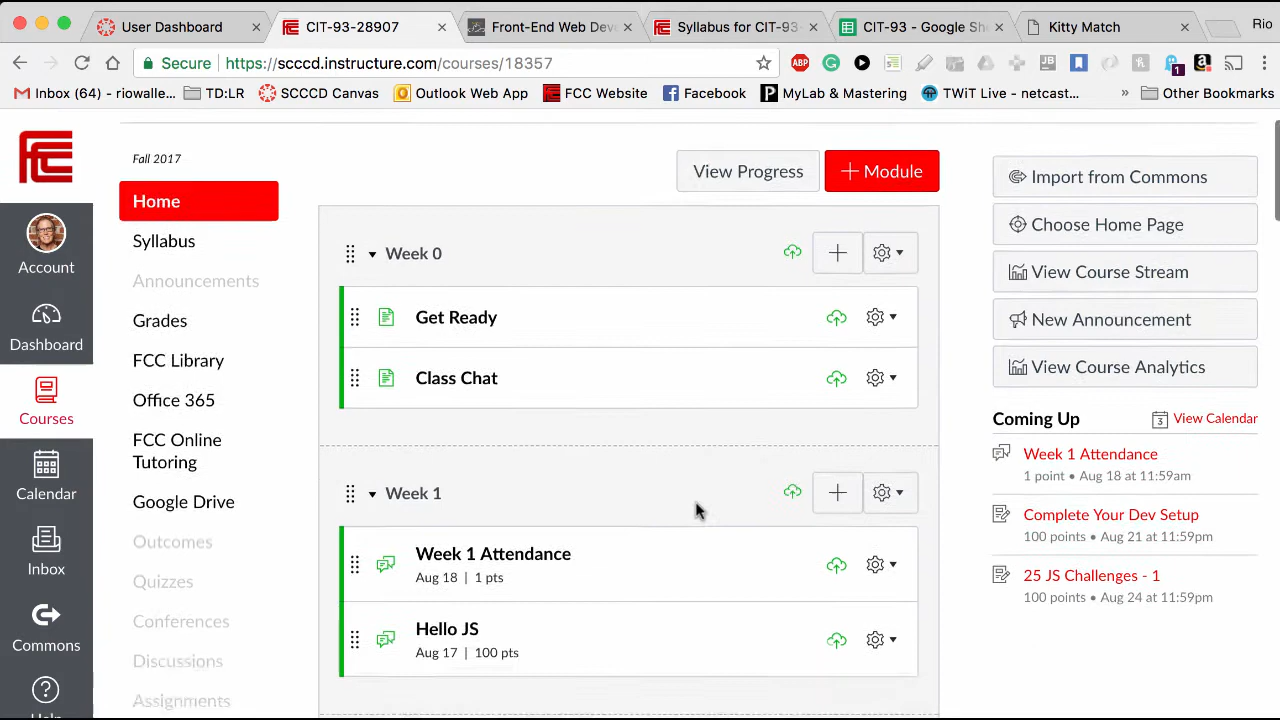 User Dashboard
CIT-93-28907
Front-End Web Deve
Syllabus for CIT-93-
CIT-93 - Google She
Kitty Match
Rio
Secure
https://scccd.instructure.com/courses/18357
ABP
JB
1
Inbox (64) - riowalle...
TD:LR
SCCCD Canvas
Outlook Web App
FCC Website
Facebook
MyLab & Mastering
TWiT Live - netcast...
»
Other Bookmarks
FCC
Account
Dashboard
Courses
Calendar
Inbox
Commons
Fall 2017
Home
Syllabus
Announcements
Grades
FCC Library
Office 365
FCC Online
Tutoring
Google Drive
Outcomes
Quizzes
Conferences
Discussions
Assignments
View Progress
+ Module
Week 0
Get Ready
Class Chat
Week 1
Week 1 Attendance
Aug 18 | 1 pts
Hello JS
Aug 17 | 100 pts
Import from Commons
Choose Home Page
View Course Stream
New Announcement
View Course Analytics
Coming Up
3 View Calendar
Week 1 Attendance
1 point • Aug 18 at 11:59am
Complete Your Dev Setup
100 points • Aug 21 at 11:59pm
25 JS Challenges - 1
100 points • Aug 24 at 11:59pm